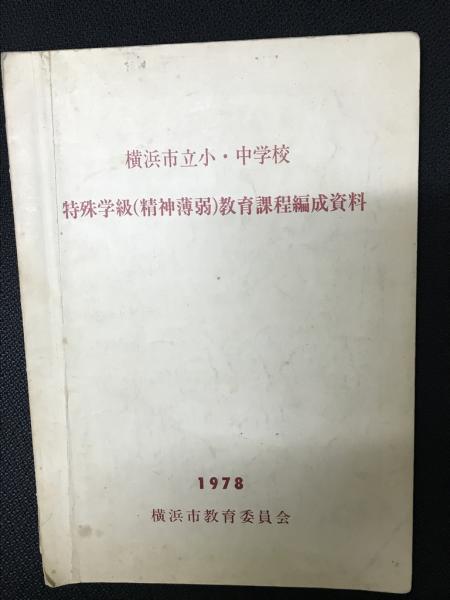 横浜市立小・中学校
特殊学級(精神薄弱)教育課程編成資料
1978
横浜市教育委員会